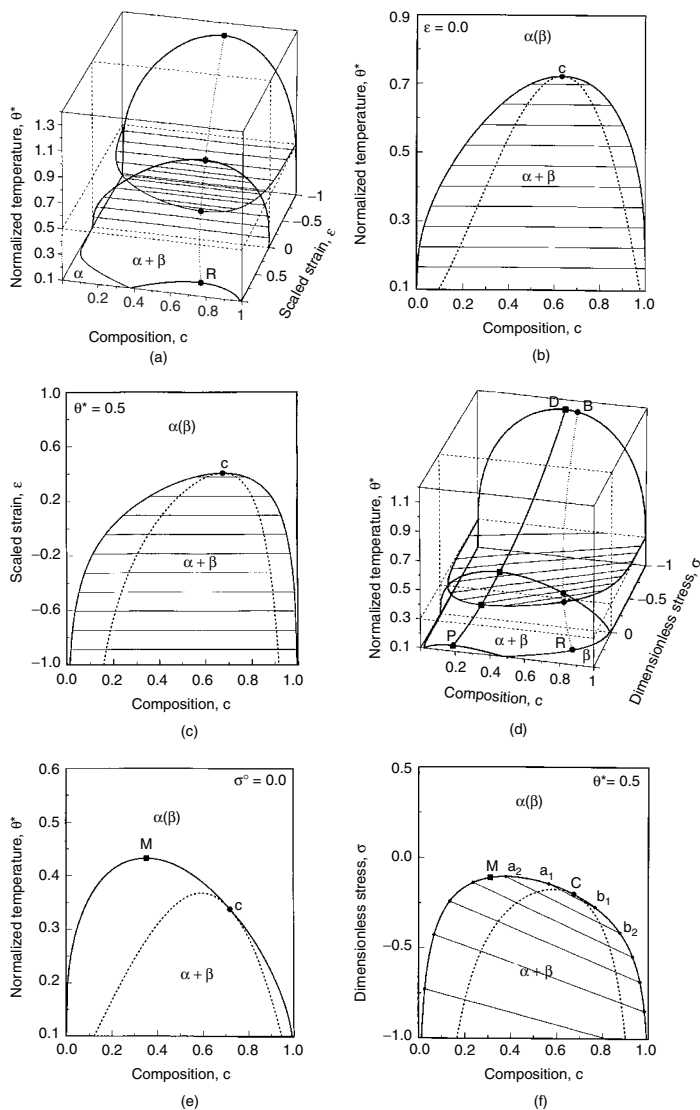 1.3
1.1
0.9
0.7
0.5
0.3
0.1
Normalized temperature, θ*
α
α + β
R
0.2
0.4
0.6
0.8
1
Composition, c
–1
–0.5
0
0.5
Scaled strain, ε
(a)
ε = 0.0
α(β)
c
α + β
0.9
0.7
0.5
0.3
0.1
Normalized temperature, θ*
0.0 0.2 0.4 0.6 0.8 1.0
Composition, c
(b)
θ* = 0.5
α(β)
c
α + β
1.0
0.6
0.2
–0.2
–0.6
–1.0
Scaled strain, ε
0.0 0.2 0.4 0.6 0.8 1.0
Composition, c
(c)
D B
1.1
0.9
0.7
0.5
0.3
0.1
Normalized temperature, θ*
P
α + β
R
β
0.2
0.4
0.6
0.8
1
Composition, c
–1
–0.5
0
Dimensionless stress, σ
(d)
σ° = 0.0
α(β)
M
c
α + β
0.6
0.5
0.4
0.3
0.2
0.1
Normalized temperature, θ*
0.0 0.2 0.4 0.6 0.8 1.0
Composition, c
(e)
θ* = 0.5
α(β)
M a2 a1 C b1 b2
α + β
0.5
0.0
–0.5
–1.0
Dimensionless stress, σ
0.0 0.2 0.4 0.6 0.8 1.0
Composition, c
(f)